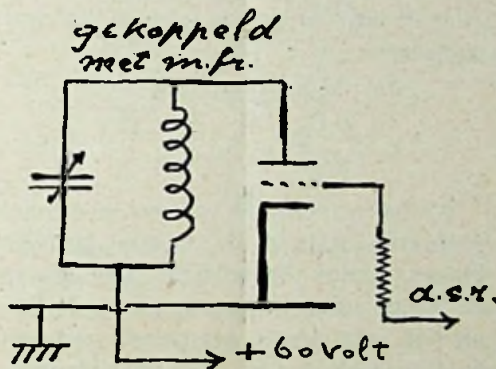 gekoppeld
met m.fr.
a.s.r.
+ 60 volt